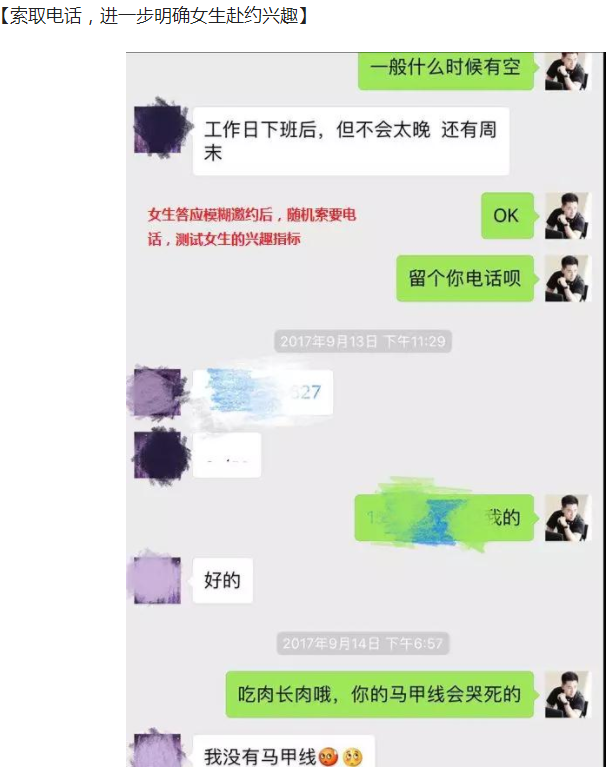 【索取电话，进一步明确女生赴约兴趣】
一般什么时候有空
工作日下班后，但不会太晚 还有周
末
女生答应模糊邀约后，随机索要电
话，测试女生的兴趣指标
OK
留个你电话呗
2017年9月13日 下午11:29
627
我的
好的
2017年9月14日 下午6:57
吃肉长肉哦，你的马甲线会哭死的
我没有马甲线